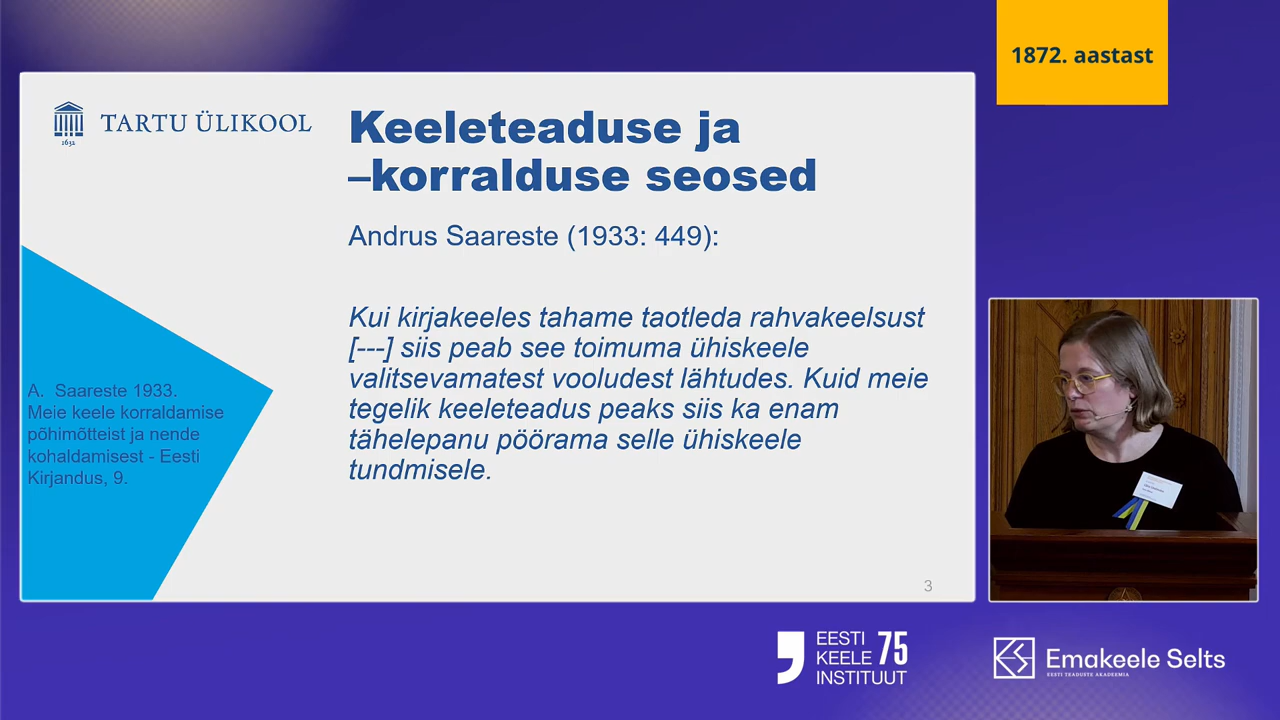 1872. aastast
TARTU ÜLIKOOL
1632
Keeleteaduse ja
–korralduse seosed
Andrus Saareste (1933: 449):
Kui kirjakeeles tahame taotleda rahvakeelsust
[---] siis peab see toimuma ühiskeele
valitsevamatest vooludest lähtudes. Kuid meie
tegelik keeleteadus peaks siis ka enam
tähelepanu pöörama selle ühiskeele
tundmisele.
A. Saareste 1933.
Meie keele korraldamise
põhimõtteist ja nende
kohaldamisest - Eesti
Kirjandus, 9.
3
EESTI
KEELE 75
INSTITUUT
Emakeele Selts
EESTI TEADUSTE AKADEEMIA